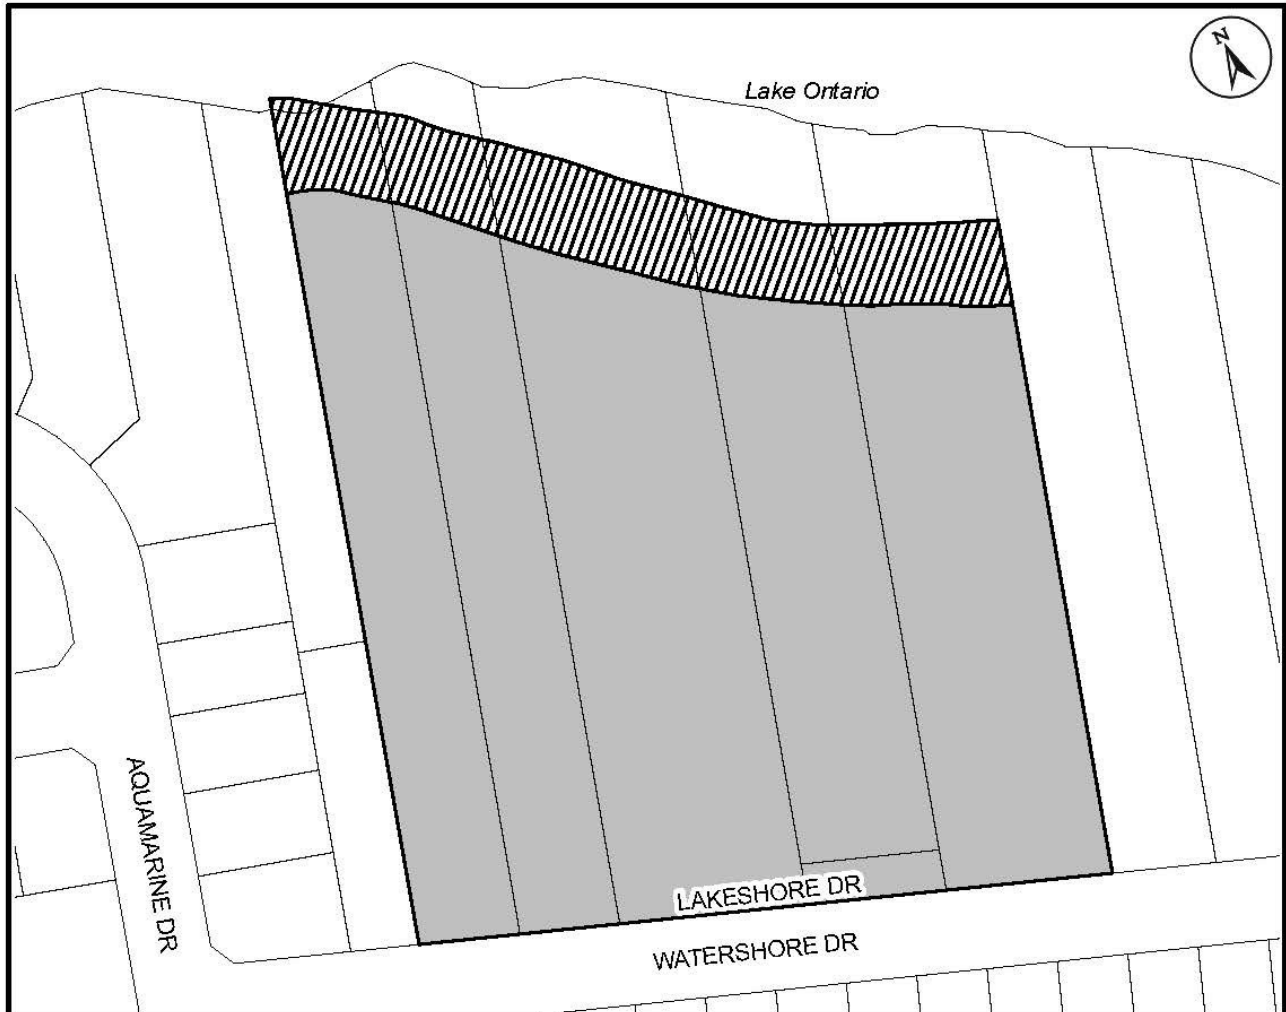 N
Lake Ontario
AQUAMARINE DR
LAKESHORE DR
WATERSHORE DR